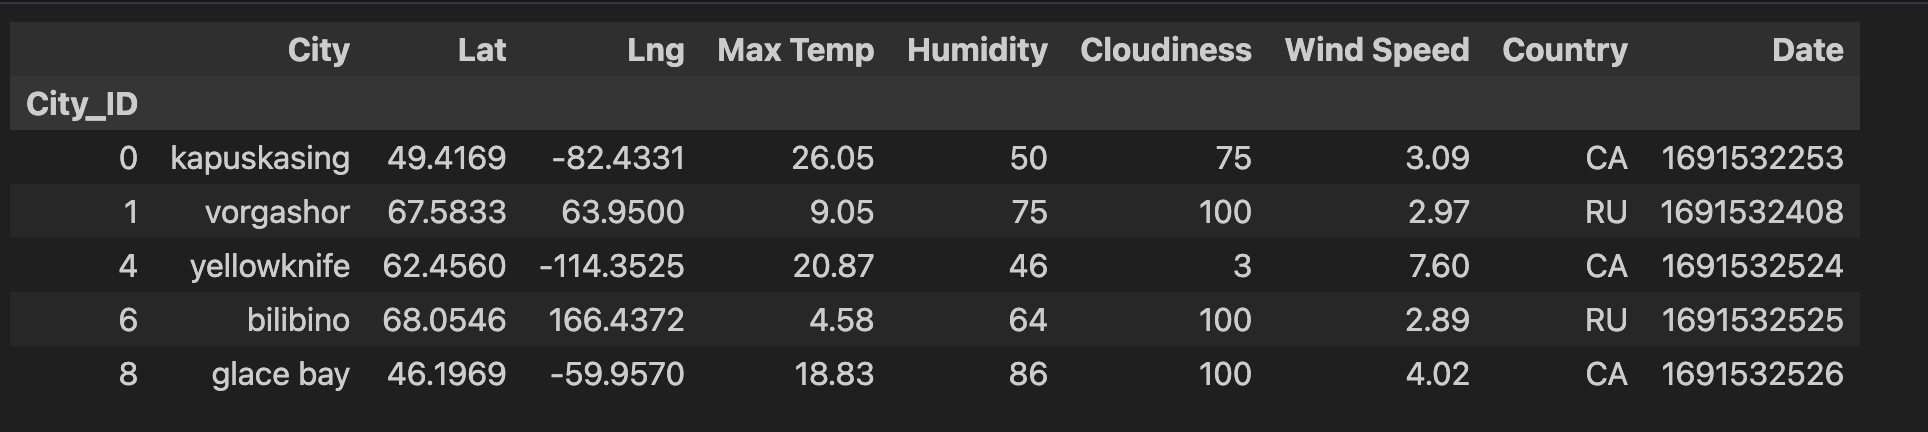 City Lat Lng Max Temp Humidity Cloudiness Wind Speed Country Date
City_ID
0 kapuskasing 49.4169 -82.4331 26.05 50 75 3.09 CA 1691532253
1 vorgashor 67.5833 63.9500 9.05 75 100 2.97 RU 1691532408
4 yellowknife 62.4560 -114.3525 20.87 46 3 7.60 CA 1691532524
6 bilibino 68.0546 166.4372 4.58 64 100 2.89 RU 1691532525
8 glace bay 46.1969 -59.9570 18.83 86 100 4.02 CA 1691532526